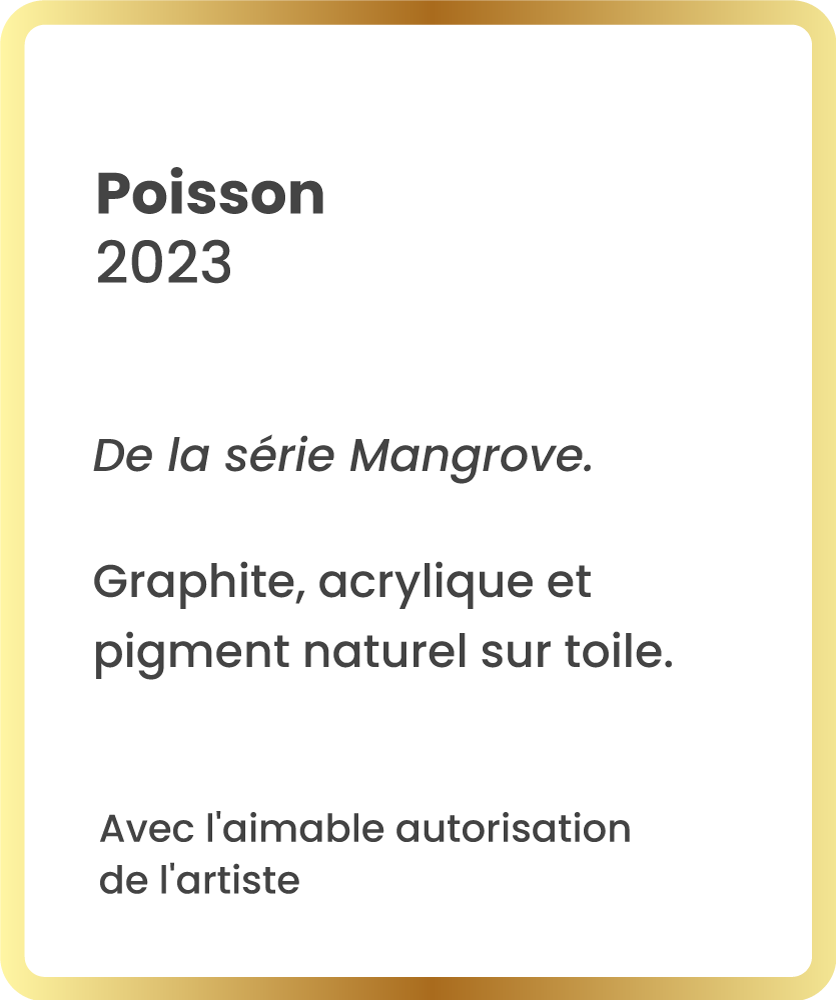 Poisson
2023
De la série Mangrove.
Graphite, acrylique et
pigment naturel sur toile.
Avec l'aimable autorisation
de l'artiste